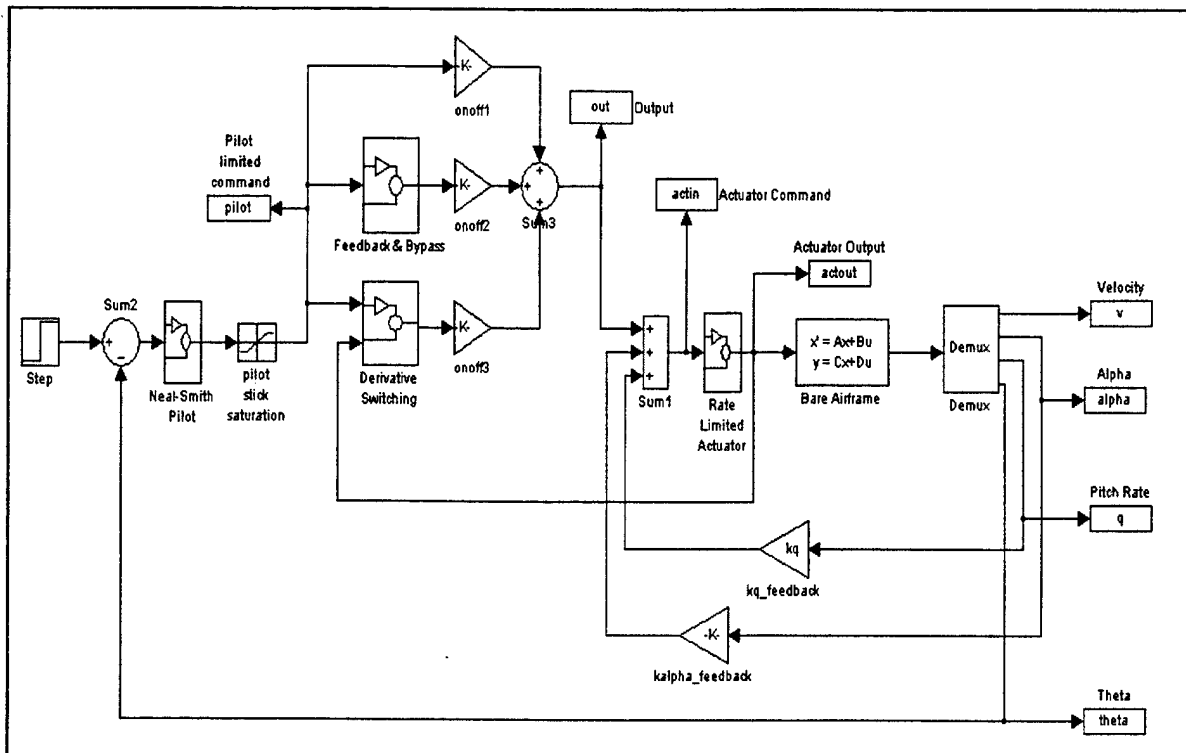 -K-
onoff1
out
Output
Pilot
limited
command
pilot
Feedback & Bypass
-K-
onoff2
+
+
+
Sum3
actin
Actuator Command
Actuator Output
actout
Velocity
v
Sum2
+
−
Step
Neal-Smith
Pilot
pilot
stick
saturation
Derivative
Switching
-K-
onoff3
+
+
+
Sum1
Rate
Limited
Actuator
x' = Ax+Bu
y = Cx+Du
Bare Airframe
Demux
Demux
Alpha
alpha
Pitch Rate
q
kq
kq_feedback
-K-
kalpha_feedback
Theta
theta